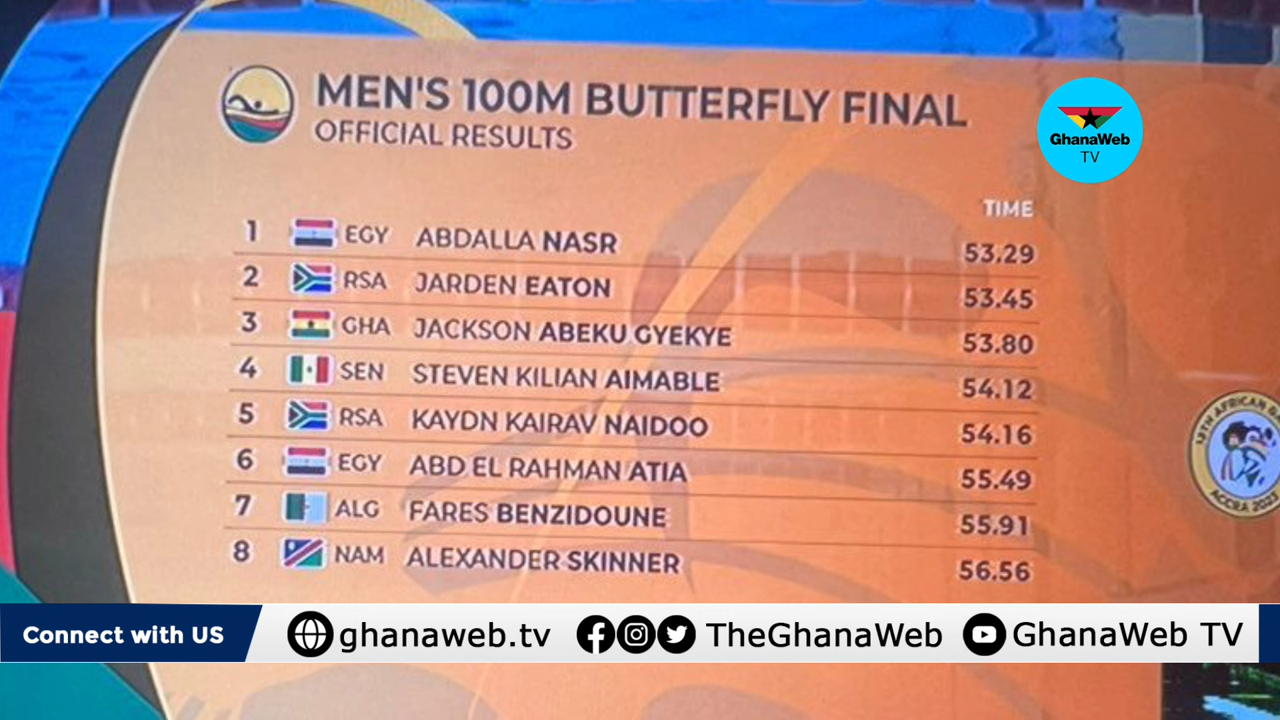 MEN'S 100M BUTTERFLY FINAL
OFFICIAL RESULTS
GhanaWeb
TV
TIME
1 EGY ABDALLA NASR 53.29
2 RSA JARDEN EATON 53.45
3 GHA JACKSON ABEKU GYEKYE 53.80
4 SEN STEVEN KILIAN AIMABLE 54.12
5 RSA KAYDN KAIRAV NAIDOO 54.16
6 EGY ABD EL RAHMAN ATIA 55.49
7 ALG FARES BENZIDOUNE 55.91
8 NAM ALEXANDER SKINNER 56.56
13TH AFRICAN
ACCRA 2023
Connect with US ghanaweb.tv TheGhanaWeb GhanaWeb TV